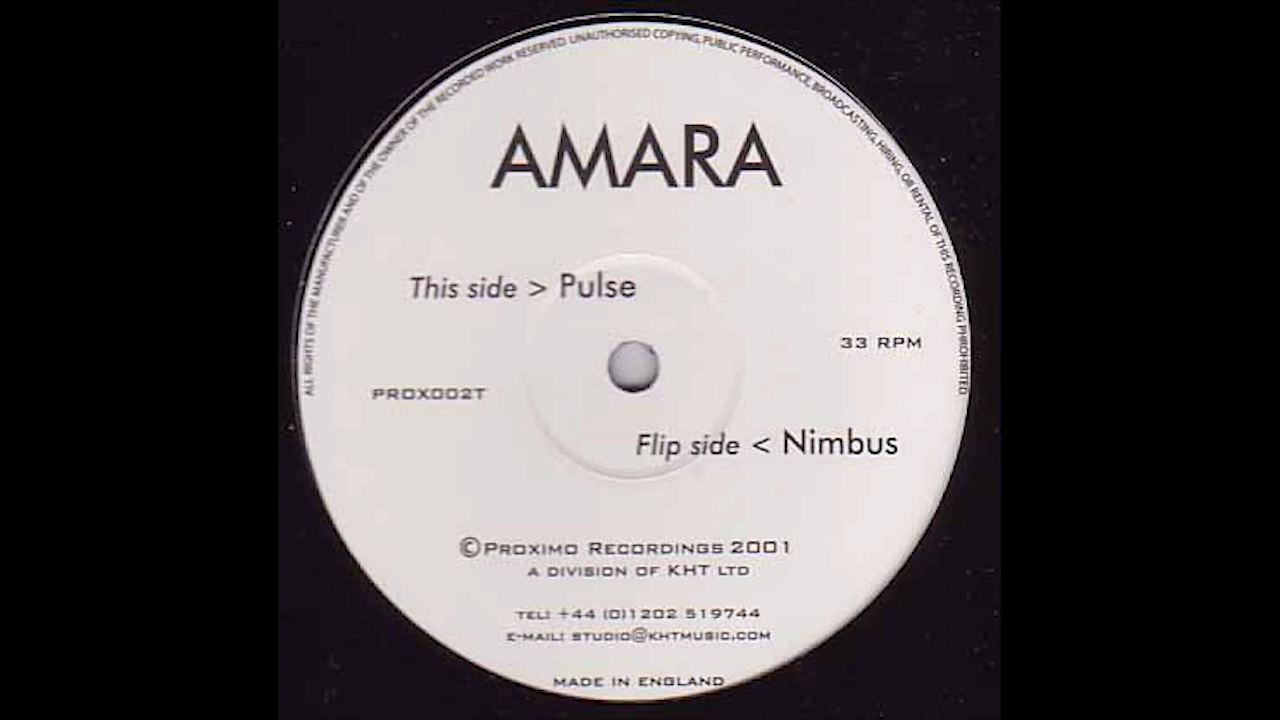 ALL RIGHTS OF THE MANUFACTURER AND OF THE OWNER OF THE RECORDED WORK RESERVED. UNAUTHORISED COPYING, PUBLIC PERFORMANCE, BROADCASTING, HIRING, OR RENTAL OF THIS RECORDING PHROHIBITED
AMARA
This side > Pulse
33 RPM
PROX002T
Flip side < Nimbus
©PROXIMO RECORDINGS 2001
A DIVISION OF KHT LTD
TEL: +44 (0)1202 519744
E-MAIL: STUDIO@KHTMUSIC.COM
MADE IN ENGLAND